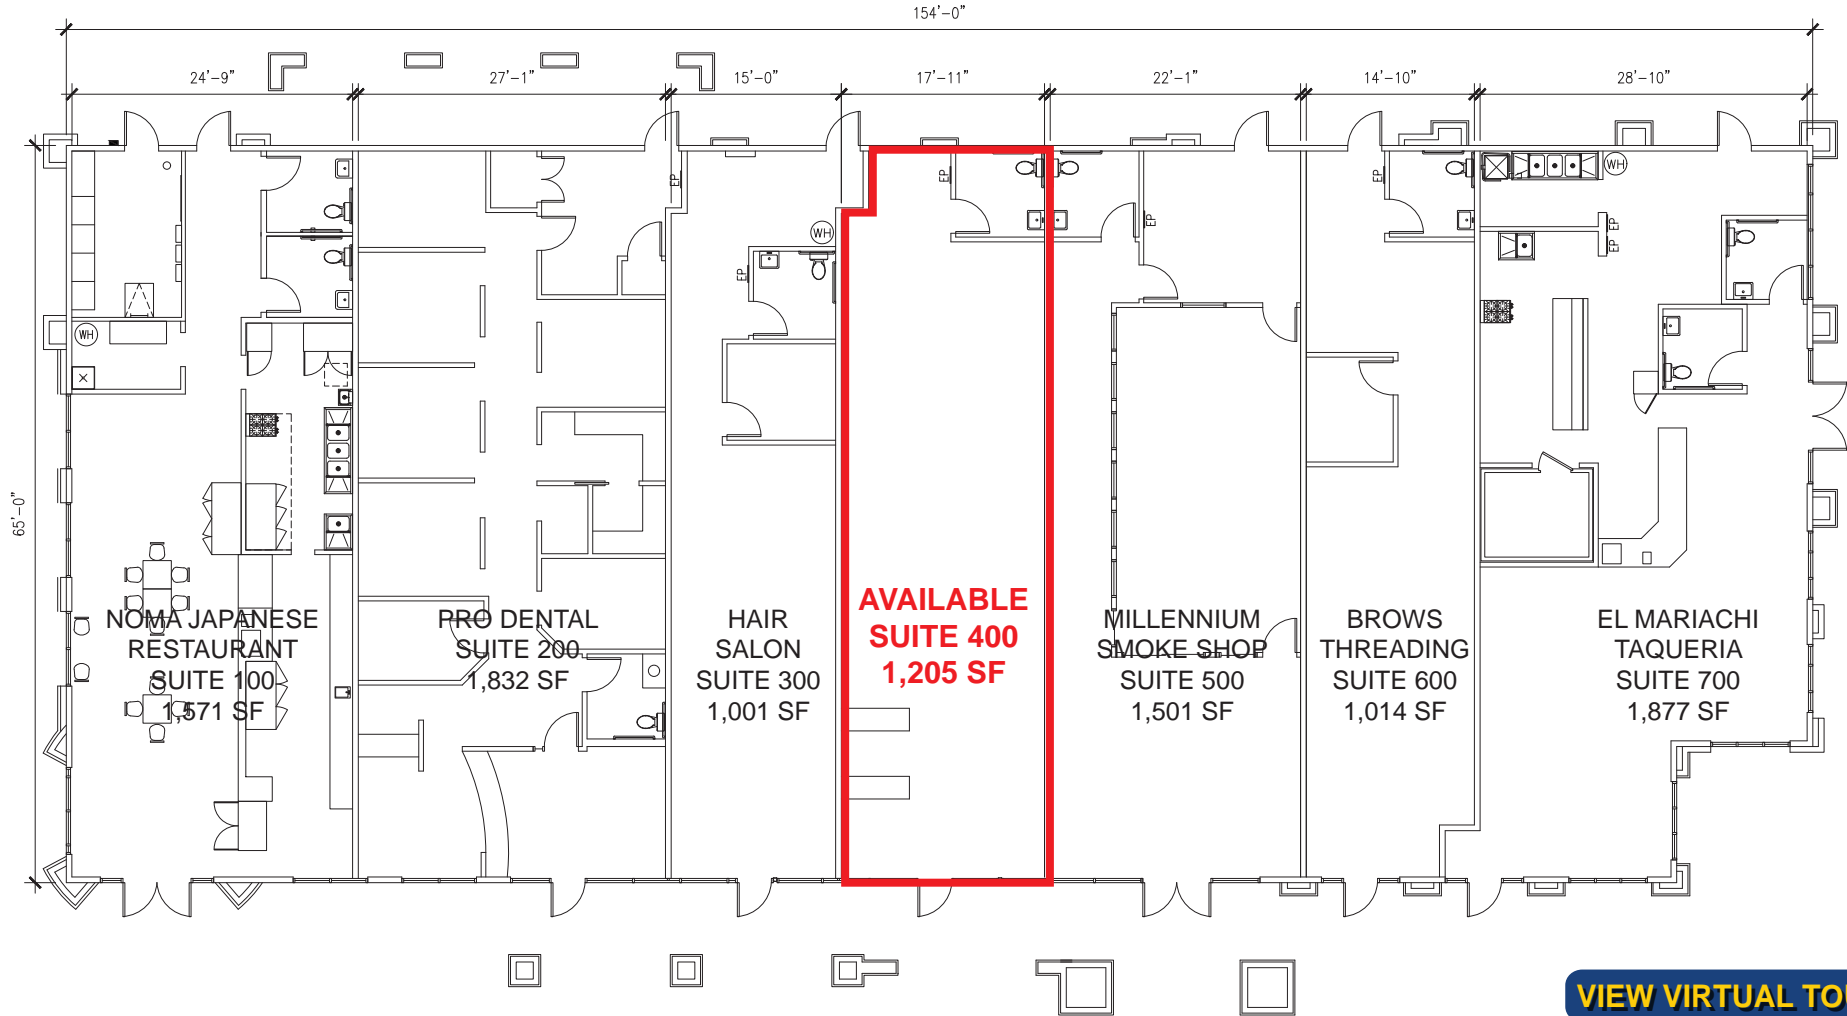 154'-0"
24'-9"
27'-1"
15'-0"
17'-11"
22'-1"
14'-10"
28'-10"
65'-0"
WH
EP
WH
EP
EP
EP
EP
WH
EP
EP
NOMA JAPANESE
RESTAURANT
SUITE 100
1,571 SF
PRO DENTAL
SUITE 200
1,832 SF
HAIR
SALON
SUITE 300
1,001 SF
AVAILABLE
SUITE 400
1,205 SF
MILLENNIUM
SMOKE SHOP
SUITE 500
1,501 SF
BROWS
THREADING
SUITE 600
1,014 SF
EL MARIACHI
TAQUERIA
SUITE 700
1,877 SF
VIEW VIRTUAL TOU